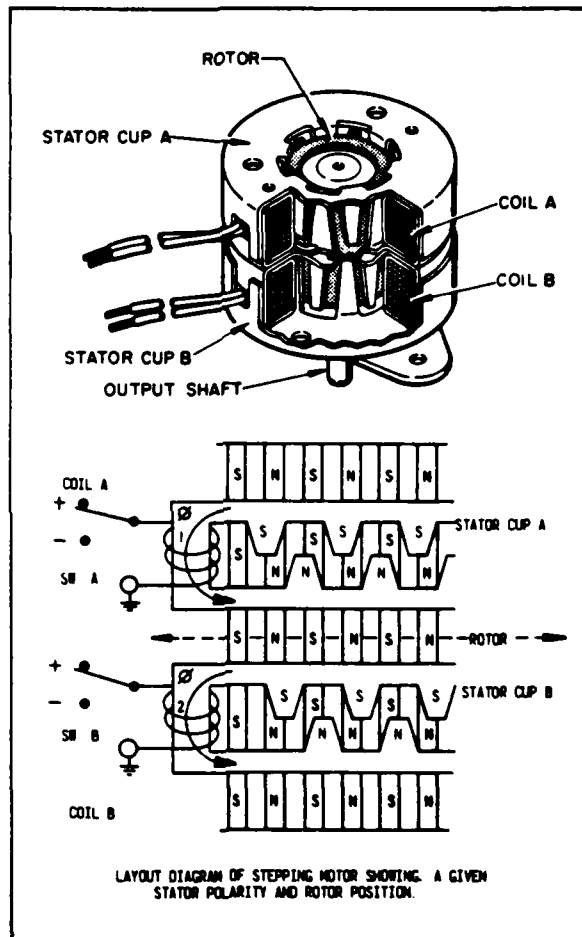 ROTOR
STATOR CUP A
COIL A
COIL B
STATOR CUP B
OUTPUT SHAFT
S N S N S N
COIL A
+
Ø
1
S S S
STATOR CUP A
S S S
-
N N N N N
SW A
S N S N S N
ROTOR
+
Ø
2
S S S
STATOR CUP B
S S S
-
N N N N N
SW B
S N S N S N
COIL B
LAYOUT DIAGRAM OF STEPPING MOTOR SHOWING. A GIVEN
STATOR POLARITY AND ROTOR POSITION.